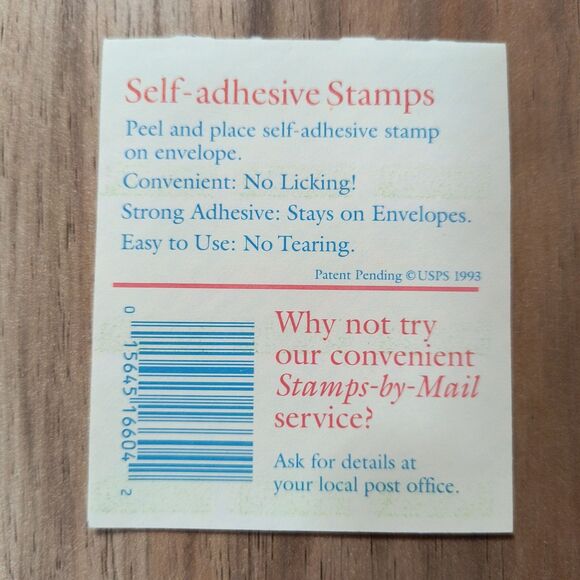 Self-adhesive Stamps
Peel and place self-adhesive stamp
on envelope.
Convenient: No Licking!
Strong Adhesive: Stays on Envelopes.
Easy to Use: No Tearing.
Patent Pending © USPS 1993
0 15645 16604 2
Why not try
our convenient
Stamps-by-Mail
service?
Ask for details at
your local post office.